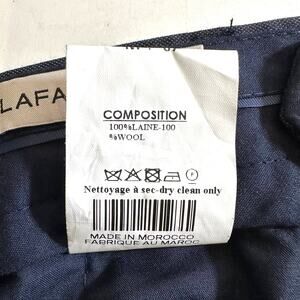 LAFA
COMPOSITION
100%LAINE-100
%WOOL
Nettoyage à sec-dry clean only
MADE IN MOROCCO
FABRIQUE AU MAROC